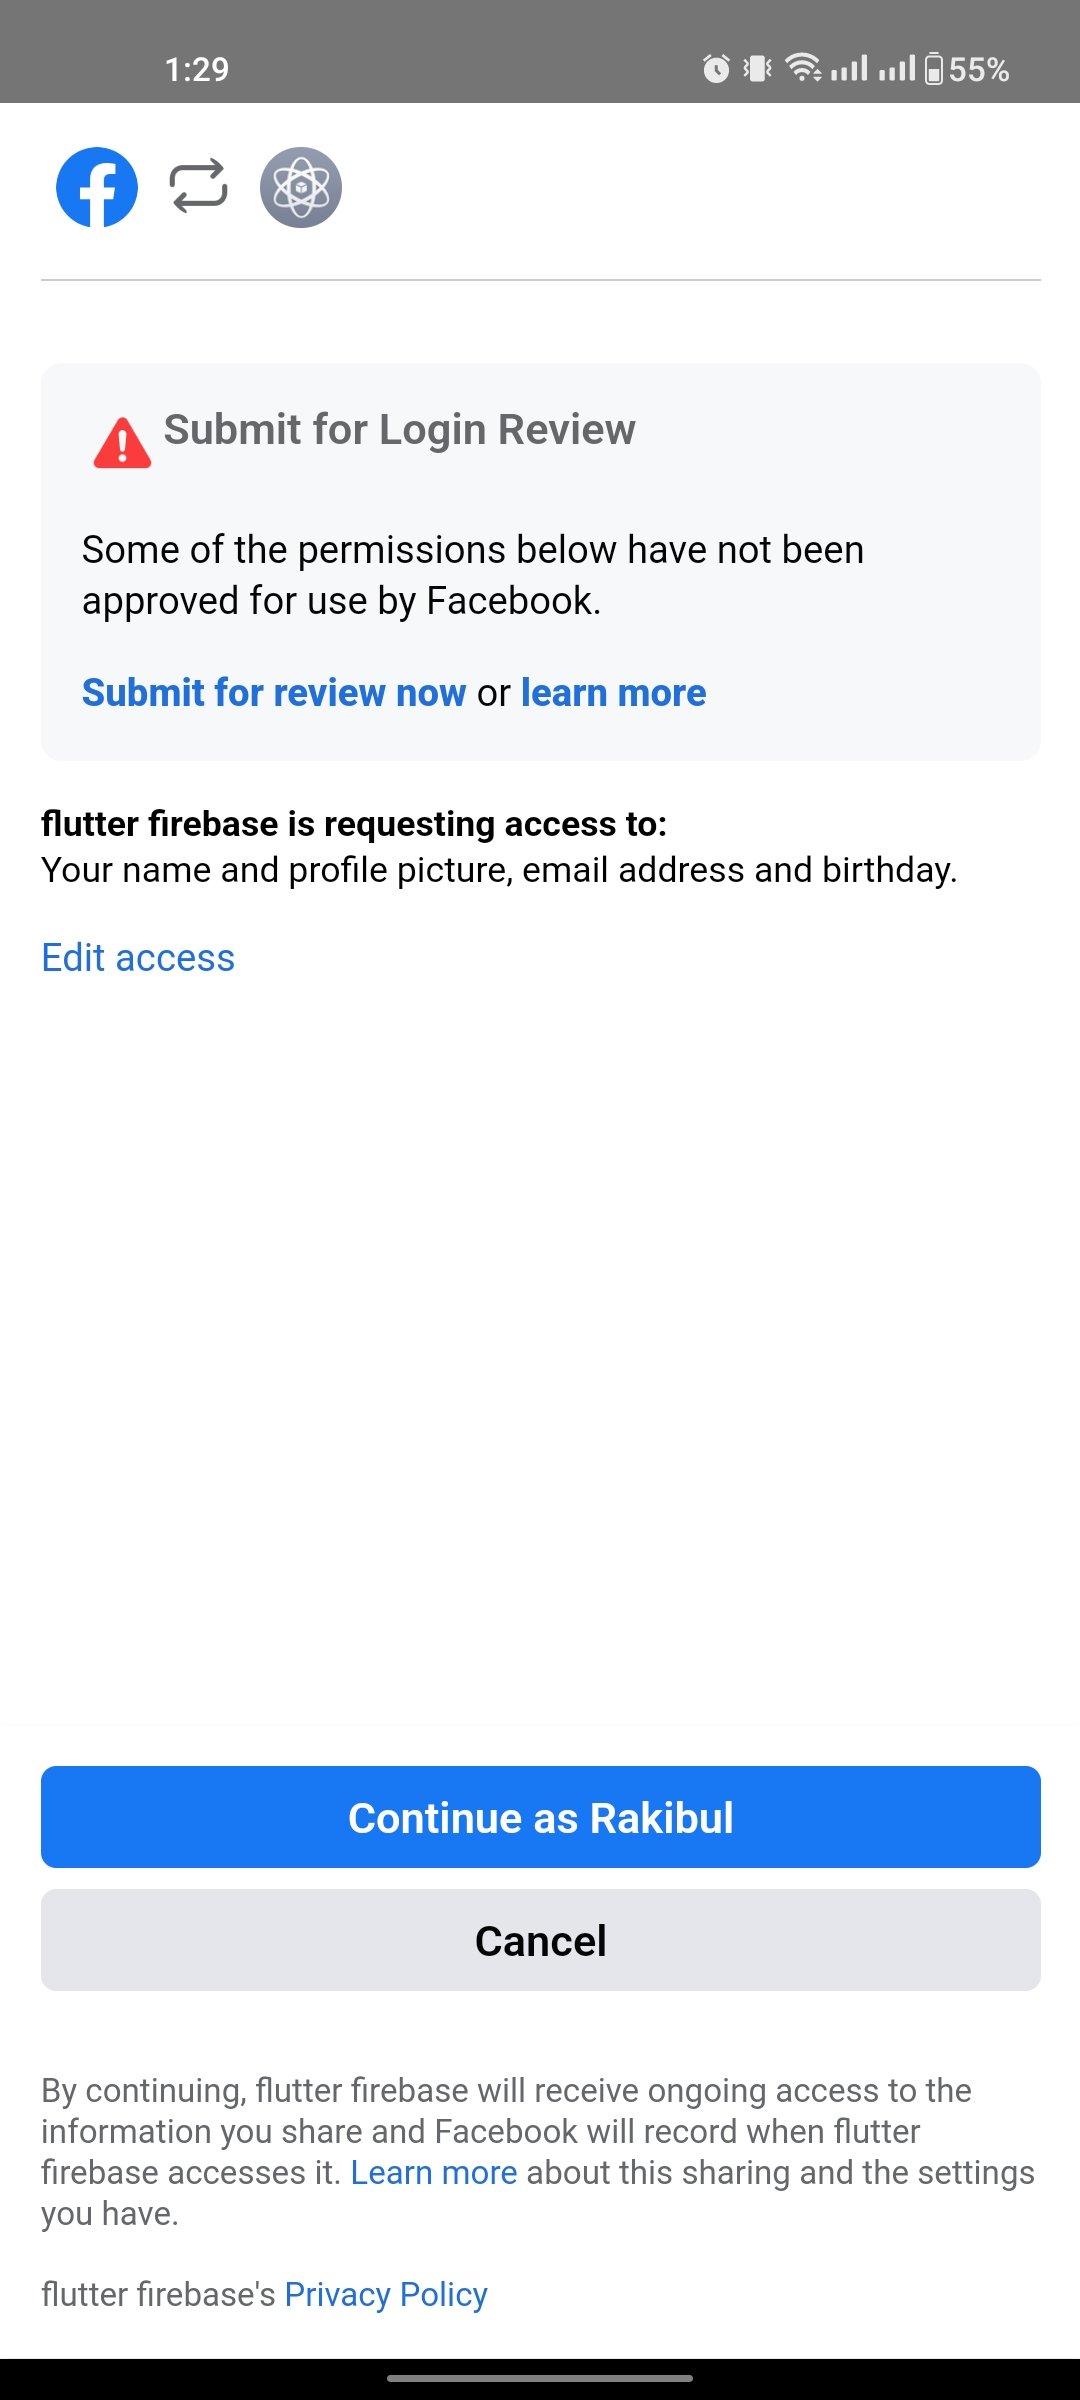 1:29
55%
Submit for Login Review
Some of the permissions below have not been
approved for use by Facebook.
Submit for review now or learn more
flutter firebase is requesting access to:
Your name and profile picture, email address and birthday.
Edit access
Continue as Rakibul
Cancel
By continuing, flutter firebase will receive ongoing access to the
information you share and Facebook will record when flutter
firebase accesses it. Learn more about this sharing and the settings
you have.
flutter firebase's Privacy Policy